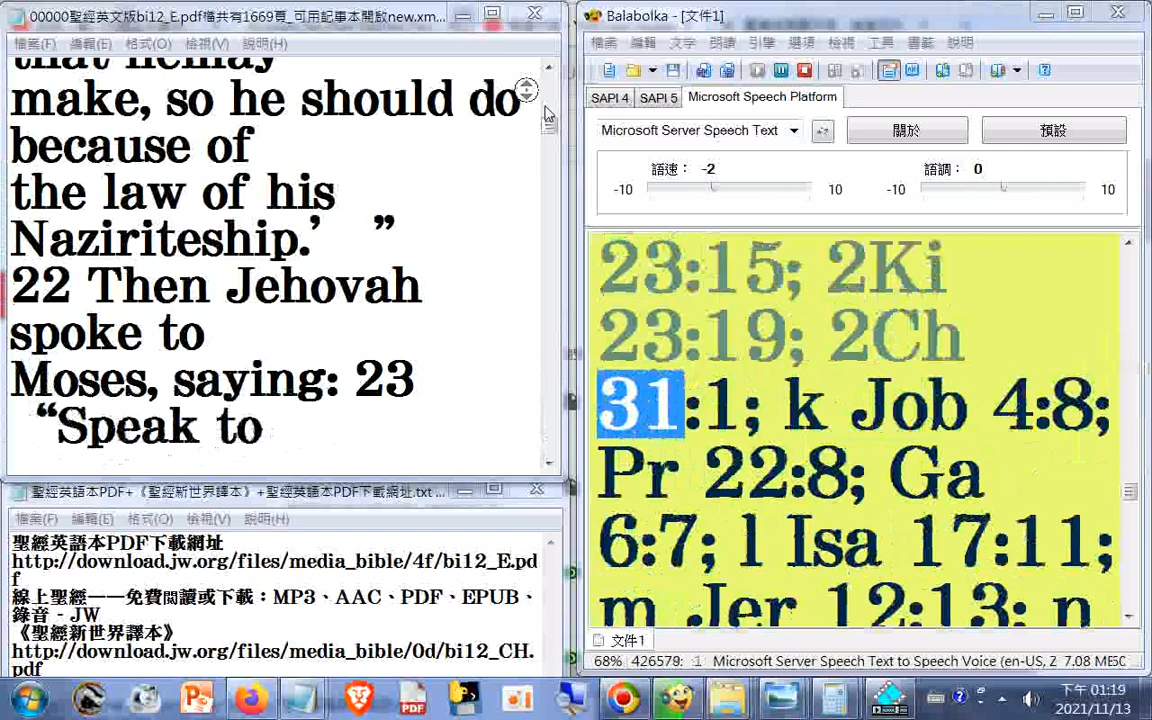 00000聖經英文版bi12_E.pdf檔共有1669頁_可用記事本開啟new.xm...
檔案(F) 編輯(E) 格式(O) 檢視(V) 說明(H)
that hemay
make, so he should do
because of
the law of his
Naziriteship.’ ”
22 Then Jehovah
spoke to
Moses, saying: 23
“Speak to
聖經英語本PDF+《聖經新世界譯本》+聖經英語本PDF下載網址.txt ...
檔案(F) 編輯(E) 格式(O) 檢視(V) 說明(H)
聖經英語本PDF下載網址
http://download.jw.org/files/media_bible/4f/bi12_E.pd
f
線上聖經——免費閱讀或下載：MP3、AAC、PDF、EPUB、
錄音 - JW
《聖經新世界譯本》
http://download.jw.org/files/media_bible/0d/bi12_CH.
pdf
Balabolka - [文件1]
檔案 編輯 文字 朗讀 引擎 選項 檢視 工具 書籤 說明
SAPI 4 SAPI 5 Microsoft Speech Platform
Microsoft Server Speech Text 關於 預設
語速： -2 語調： 0
-10 10 -10 10
23:15; 2Ki
23:19; 2Ch
31:1; k Job 4:8;
Pr 22:8; Ga
6:7; l Isa 17:11;
m Jer 12:13; n
文件1
68% 426579: 1 Microsoft Server Speech Text to Speech Voice (en-US, Z 7.08 МБ
下午 01:19
2021/11/13